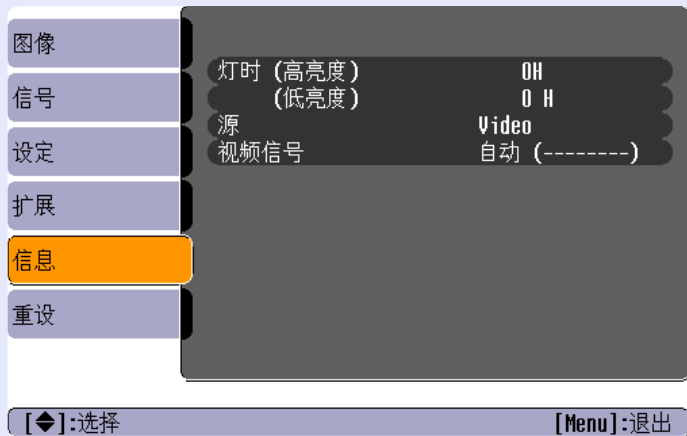 图像
信号
设定
扩展
信息
重设
灯时 (高亮度) 0H
(低亮度) 0 H
源 Video
视频信号 自动 (--------)
[◆]:选择 [Menu]:退出